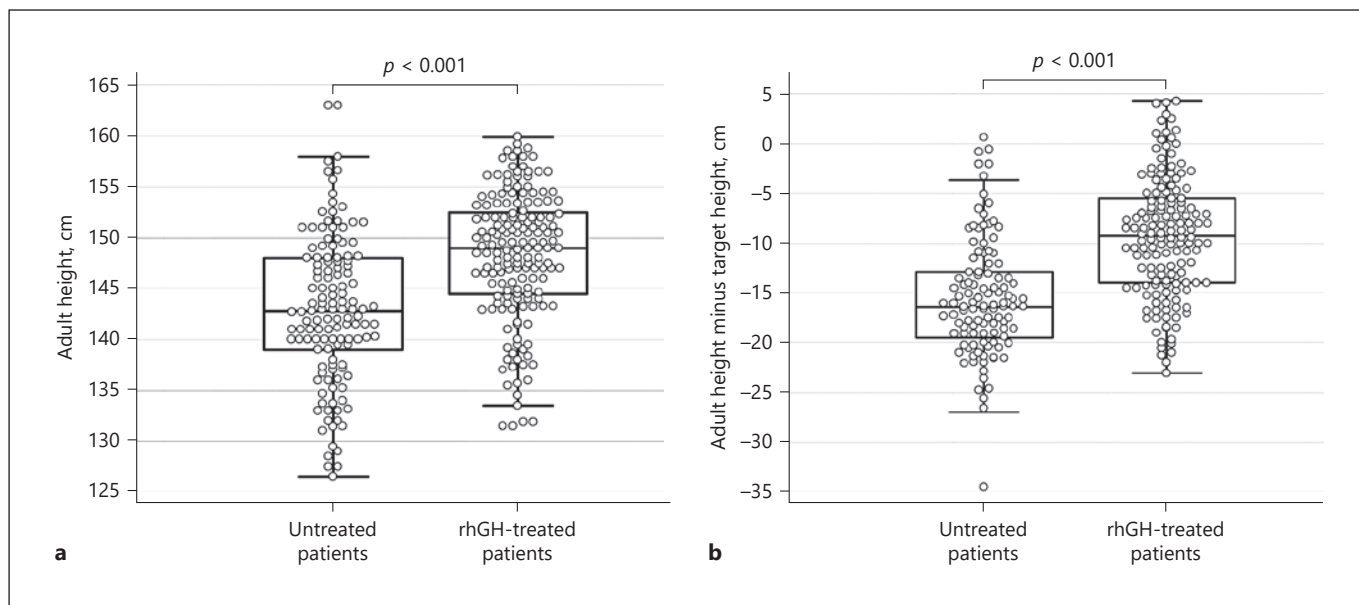 p < 0.001
165
160
155
150
145
140
135
130
125
Adult height, cm
Untreated
patients
rhGH-treated
patients
a
p < 0.001
5
0
–5
–10
–15
–20
–25
–30
–35
Adult height minus target height, cm
Untreated
patients
rhGH-treated
patients
b